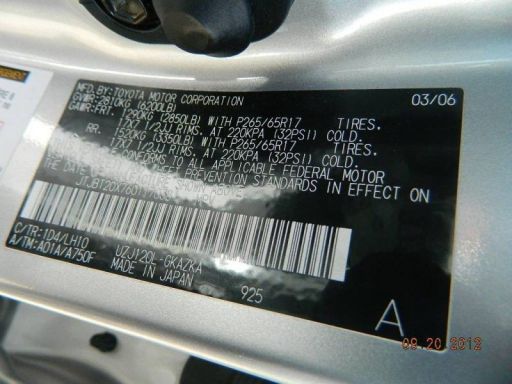 MFD. BY: TOYOTA MOTOR CORPORATION 03/06
GVWR: 2810KG (6200LB)
GAWR: FRT. 1290KG (2850LB) WITH P265/65R17 TIRES.
17X7 1/2JJ RIMS, AT 220KPA (32PSI) COLD.
RR. 1520KG (3350LB) WITH P265/65R17 TIRES.
17X7 1/2JJ RIMS, AT 220KPA (32PSI) COLD.
CONFORMS TO ALL APPLICABLE FEDERAL MOTOR
IN EFFECT ON
SHOWN ABOVE.
C/TR: 1D4/LH10 UZJ120L-GKAZKA
A/TM: A01A/A750F MADE IN JAPAN 925
A
09.20.2012